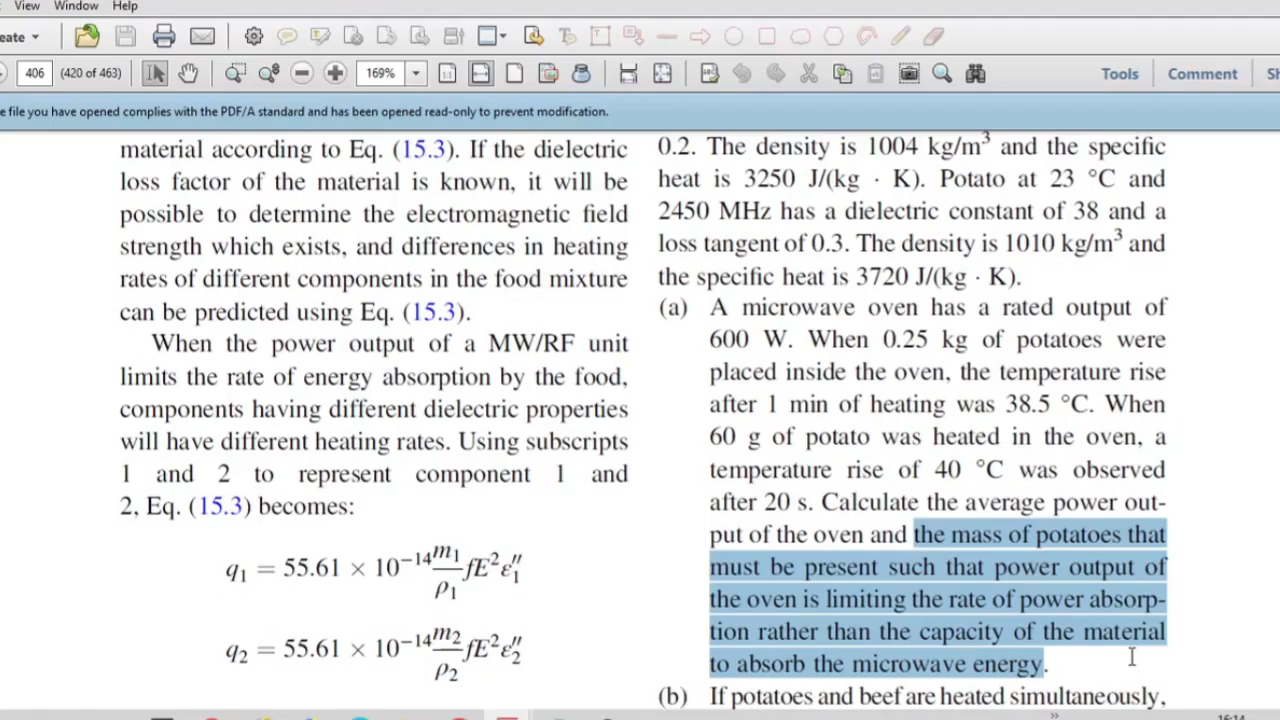 View Window Help
eate
406 (420 of 463) 169% Tools Comment
e file you have opened complies with the PDF/A standard and has been opened read-only to prevent modification.
material according to Eq. (15.3). If the dielectric
loss factor of the material is known, it will be
possible to determine the electromagnetic field
strength which exists, and differences in heating
rates of different components in the food mixture
can be predicted using Eq. (15.3).
When the power output of a MW/RF unit
limits the rate of energy absorption by the food,
components having different dielectric properties
will have different heating rates. Using subscripts
1 and 2 to represent component 1 and
2, Eq. (15.3) becomes:
q₁ = 55.61 × 10⁻¹⁴ m₁/ρ₁ fE²ε″₁
q₂ = 55.61 × 10⁻¹⁴ m₂/ρ₂ fE²ε″₂
0.2. The density is 1004 kg/m³ and the specific
heat is 3250 J/(kg · K). Potato at 23 °C and
2450 MHz has a dielectric constant of 38 and a
loss tangent of 0.3. The density is 1010 kg/m³ and
the specific heat is 3720 J/(kg · K).
(a) A microwave oven has a rated output of
600 W. When 0.25 kg of potatoes were
placed inside the oven, the temperature rise
after 1 min of heating was 38.5 °C. When
60 g of potato was heated in the oven, a
temperature rise of 40 °C was observed
after 20 s. Calculate the average power out-
put of the oven and the mass of potatoes that
must be present such that power output of
the oven is limiting the rate of power absorp-
tion rather than the capacity of the material
to absorb the microwave energy.
(b) If potatoes and beef are heated simultaneously,